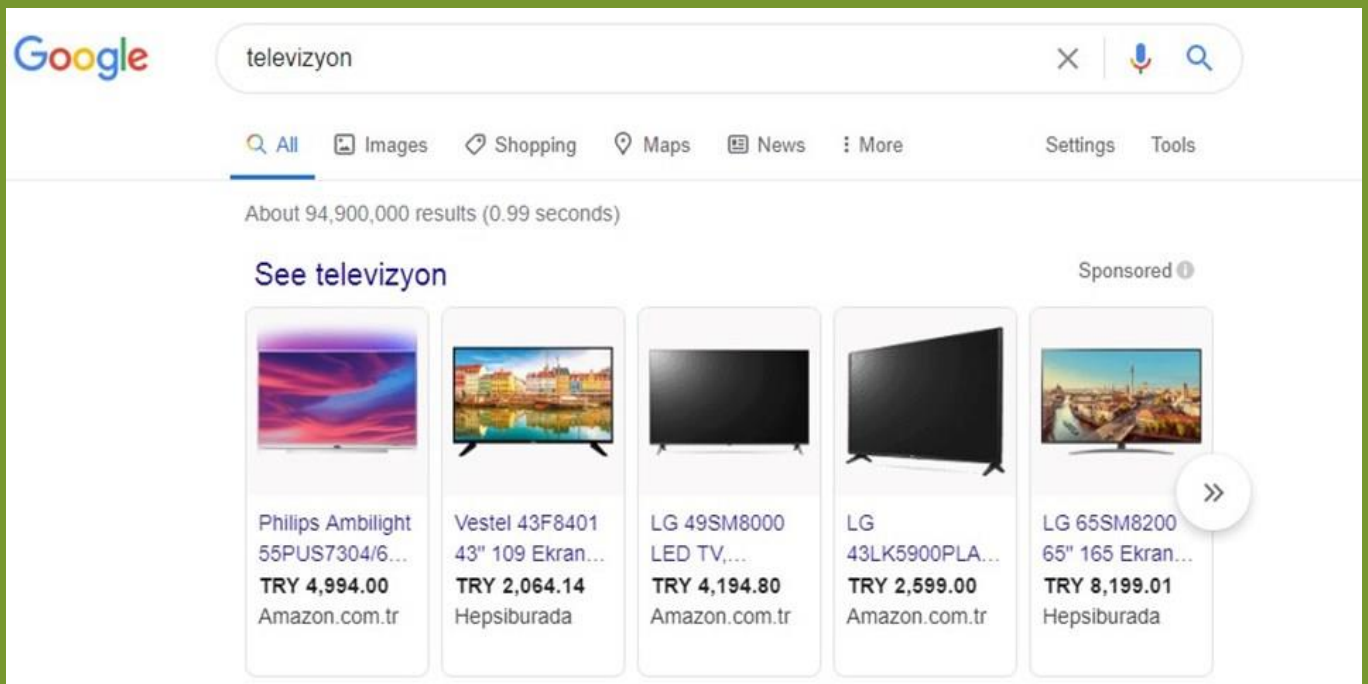 Google
televizyon
All Images Shopping Maps News More Settings Tools
About 94,900,000 results (0.99 seconds)
See televizyon
Sponsored
Philips Ambilight
55PUS7304/6...
TRY 4,994.00
Amazon.com.tr
Vestel 43F8401
43" 109 Ekran...
TRY 2,064.14
Hepsiburada
LG 49SM8000
LED TV,...
TRY 4,194.80
Amazon.com.tr
LG
43LK5900PLA...
TRY 2,599.00
Amazon.com.tr
LG 65SM8200
65" 165 Ekran...
TRY 8,199.01
Hepsiburada